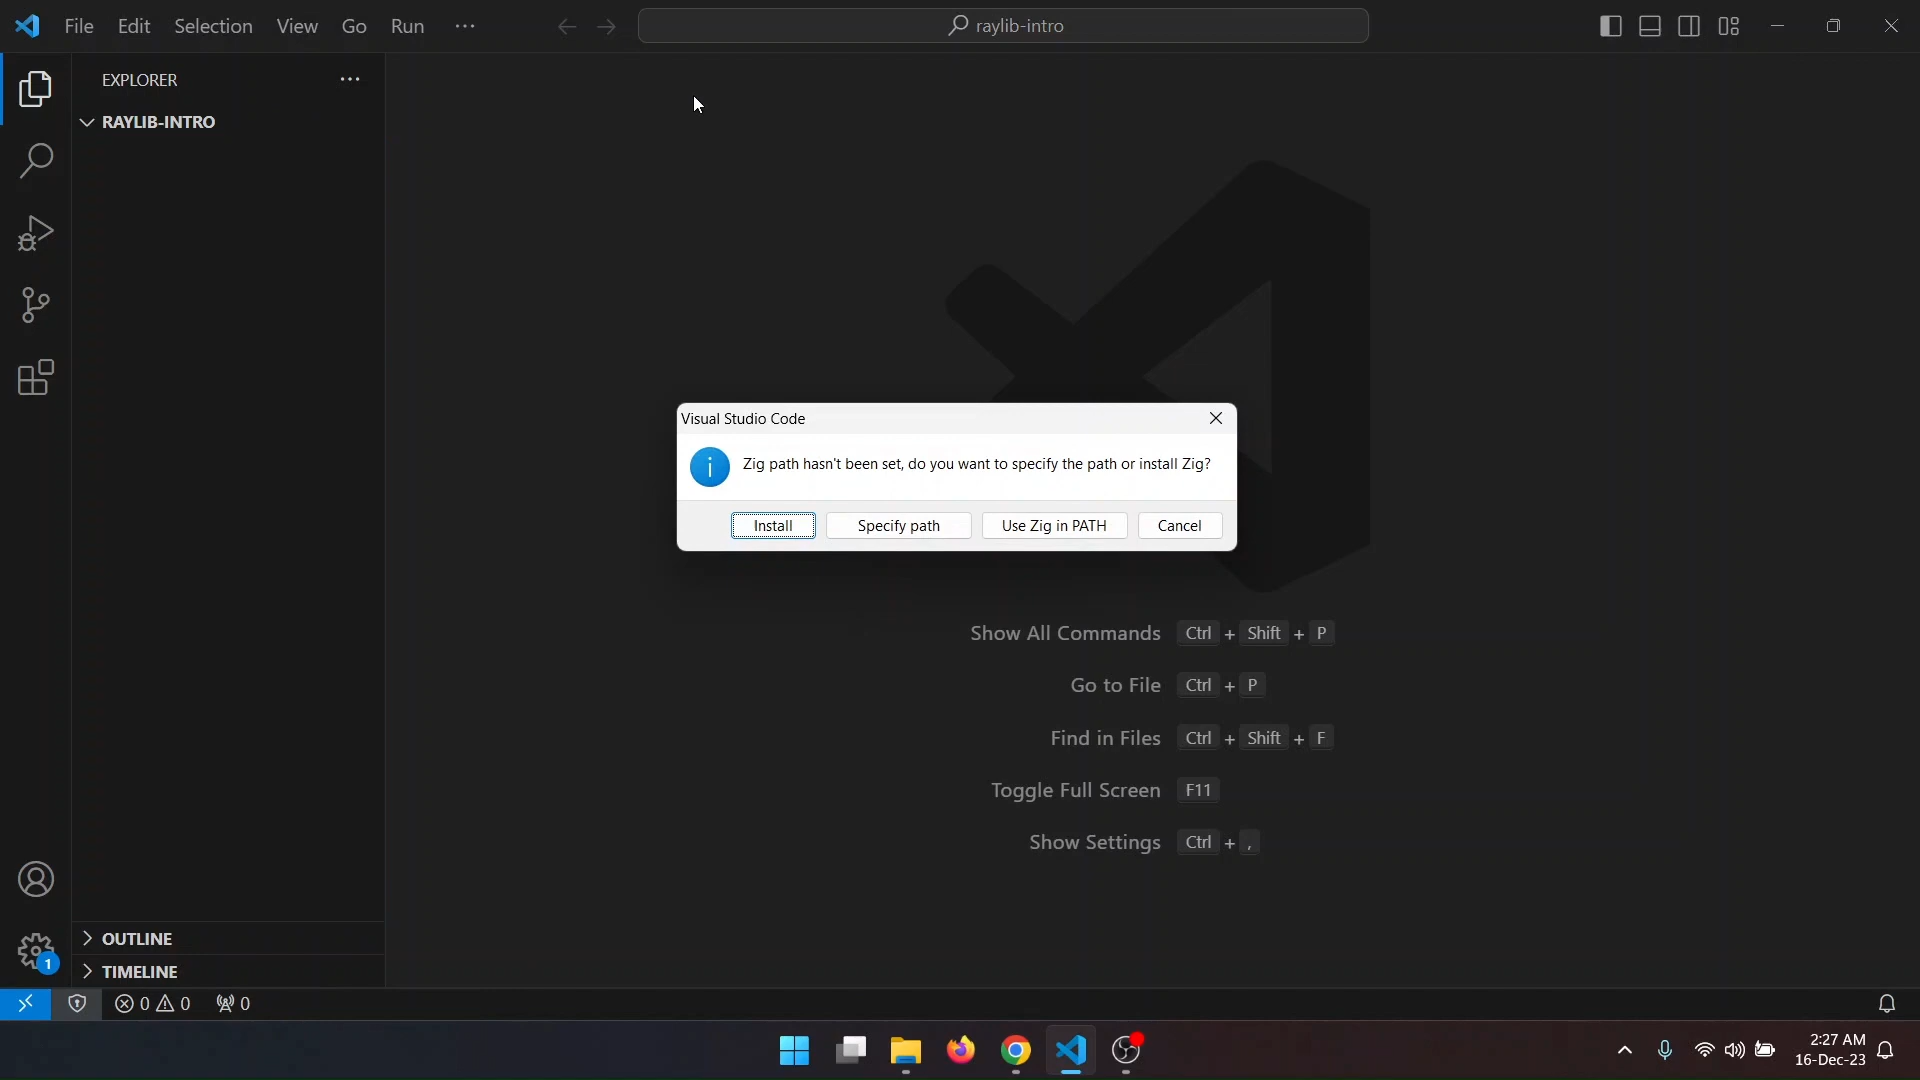 File Edit Selection View Go Run ···
raylib-intro
EXPLORER
RAYLIB-INTRO
Visual Studio Code
Zig path hasn't been set, do you want to specify the path or install Zig?
Install Specify path Use Zig in PATH Cancel
Show All Commands Ctrl + Shift + P
Go to File Ctrl + P
Find in Files Ctrl + Shift + F
Toggle Full Screen F11
Show Settings Ctrl + ,
OUTLINE
1
TIMELINE
0 0 0
2:27 AM
16-Dec-23